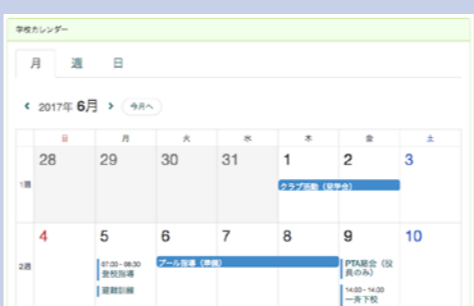 学校カレンダー
月 週 日
2017年 6月 今月へ
日 月 火 水 木 金 土
28 29 30 31 1 2 3
1週
クラブ活動（見学会）
4 5 6 7 8 9 10
2週
07:00 - 08:30
登校指導
避難訓練
プール指導（準備）
PTA総会（役
員のみ）
14:00 - 14:00
一斉下校